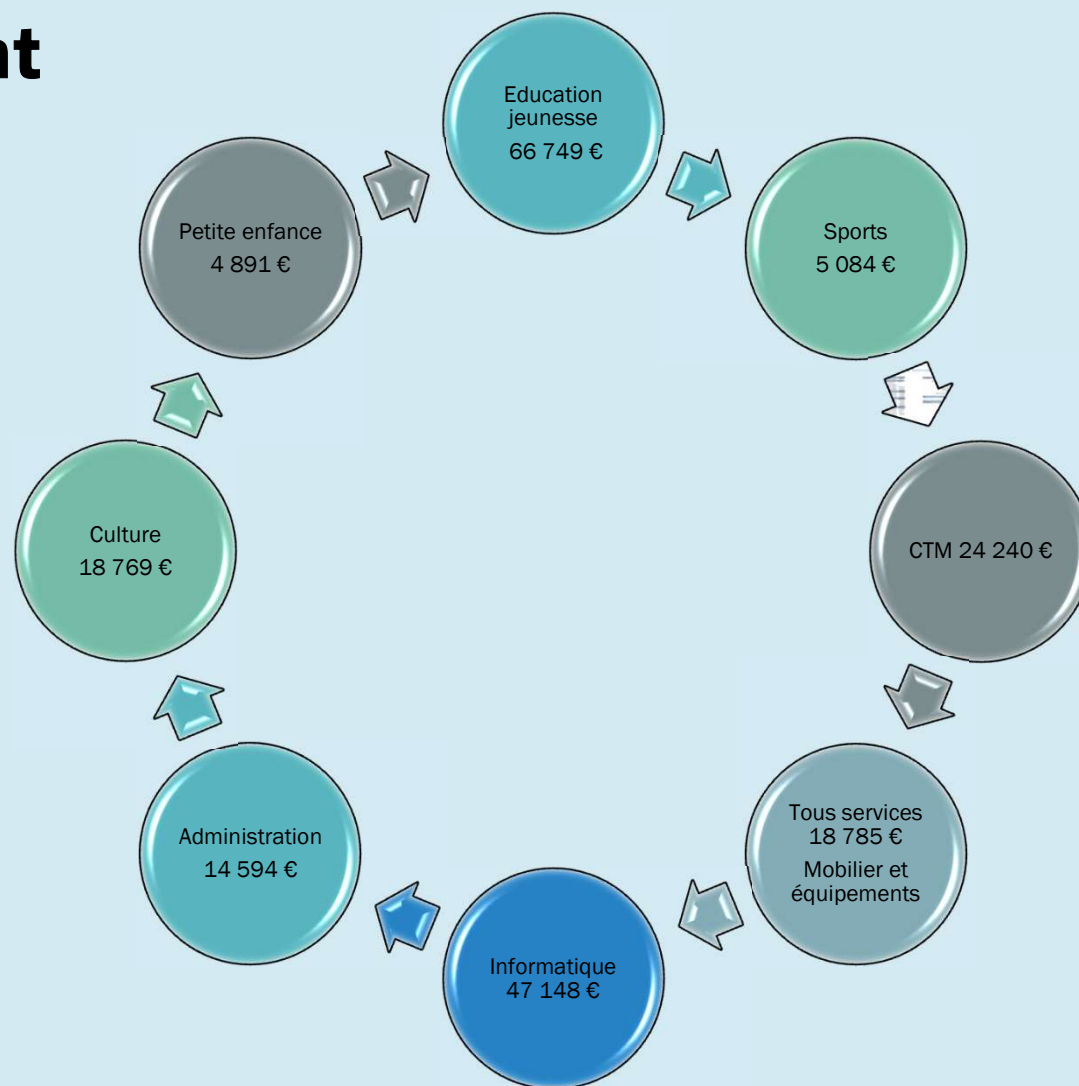 Education
jeunesse
66 749 €
Sports
5 084 €
CTM 24 240 €
Tous services
18 785 €
Mobilier et
équipements
Informatique
47 148 €
Administration
14 594 €
Culture
18 769 €
Petite enfance
4 891 €